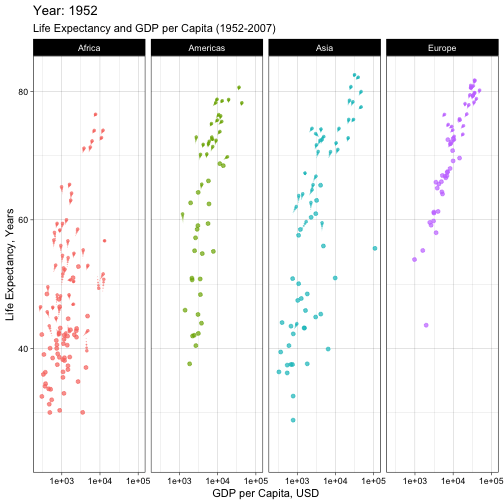 Year: 1952
Life Expectancy and GDP per Capita (1952-2007)
Africa Americas Asia Europe
80
60
40
Life Expectancy, Years
1e+03 1e+04 1e+05 1e+03 1e+04 1e+05 1e+03 1e+04 1e+05 1e+03 1e+04 1e+05
GDP per Capita, USD